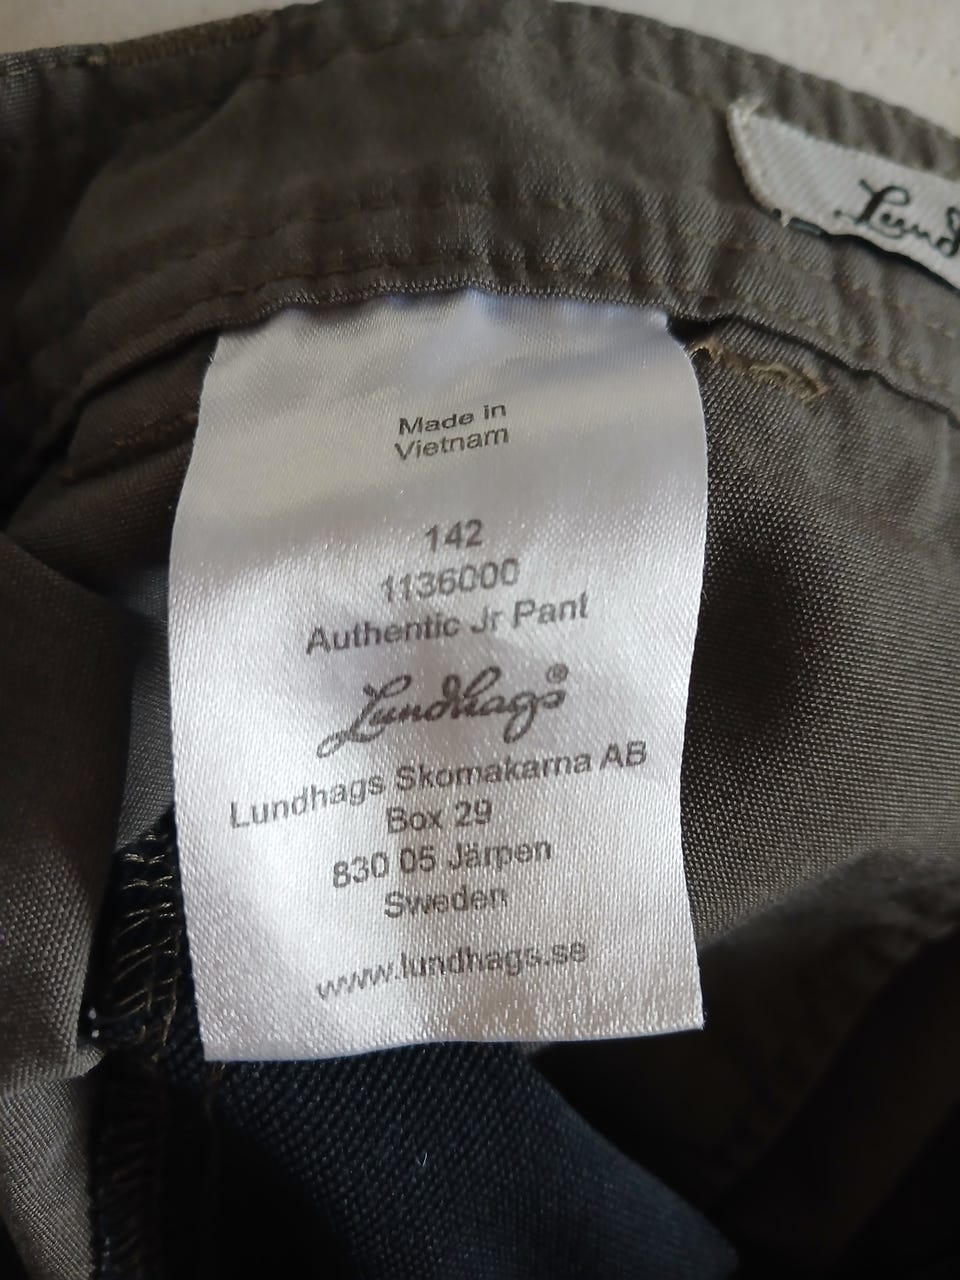 Lund
Made in
Vietnam
142
1136000
Authentic Jr Pant
Lundhags®
Lundhags Skomakarna AB
Box 29
830 05 Järpen
Sweden
www.lundhags.se